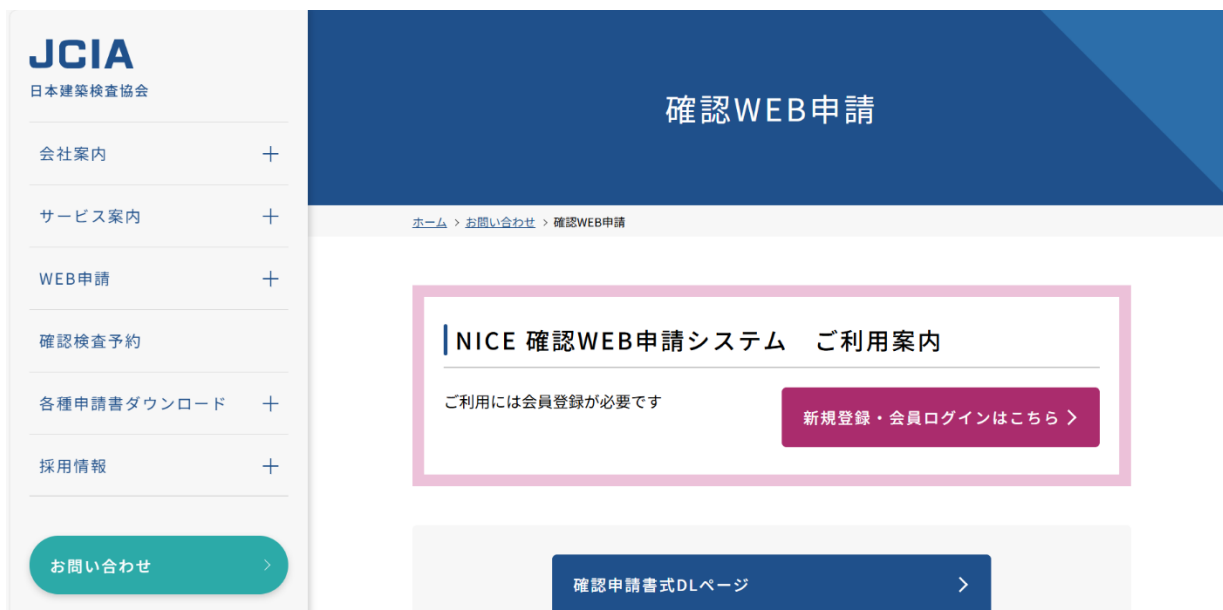 JCIA
日本建築検査協会
会社案内
サービス案内
WEB申請
確認検査予約
各種申請書ダウンロード
採用情報
お問い合わせ
確認WEB申請
ホーム > お問い合わせ > 確認WEB申請
NICE 確認WEB申請システム　ご利用案内
ご利用には会員登録が必要です
新規登録・会員ログインはこちら
確認申請書式DLページ